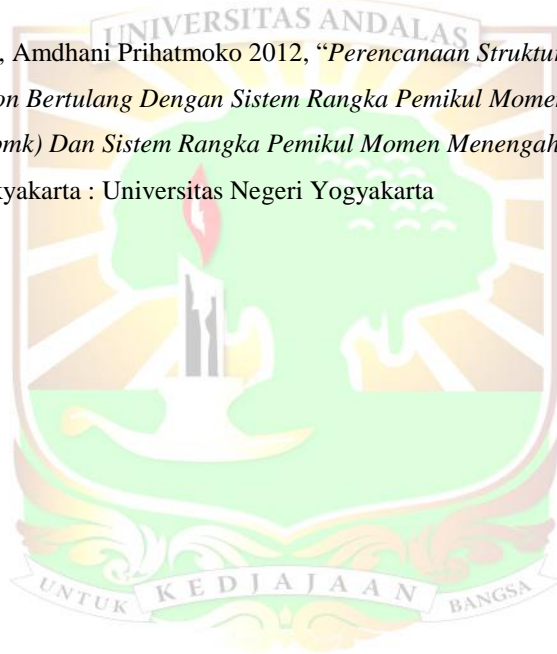 UNIVERSITAS ANDALAS
, Amdhani Prihatmoko 2012, “Perencanaan Struktur
on Bertulang Dengan Sistem Rangka Pemikul Momen
omk) Dan Sistem Rangka Pemikul Momen Menengah
kyakarta : Universitas Negeri Yogyakarta
UNTUK KEDJAJAAN BANGSA